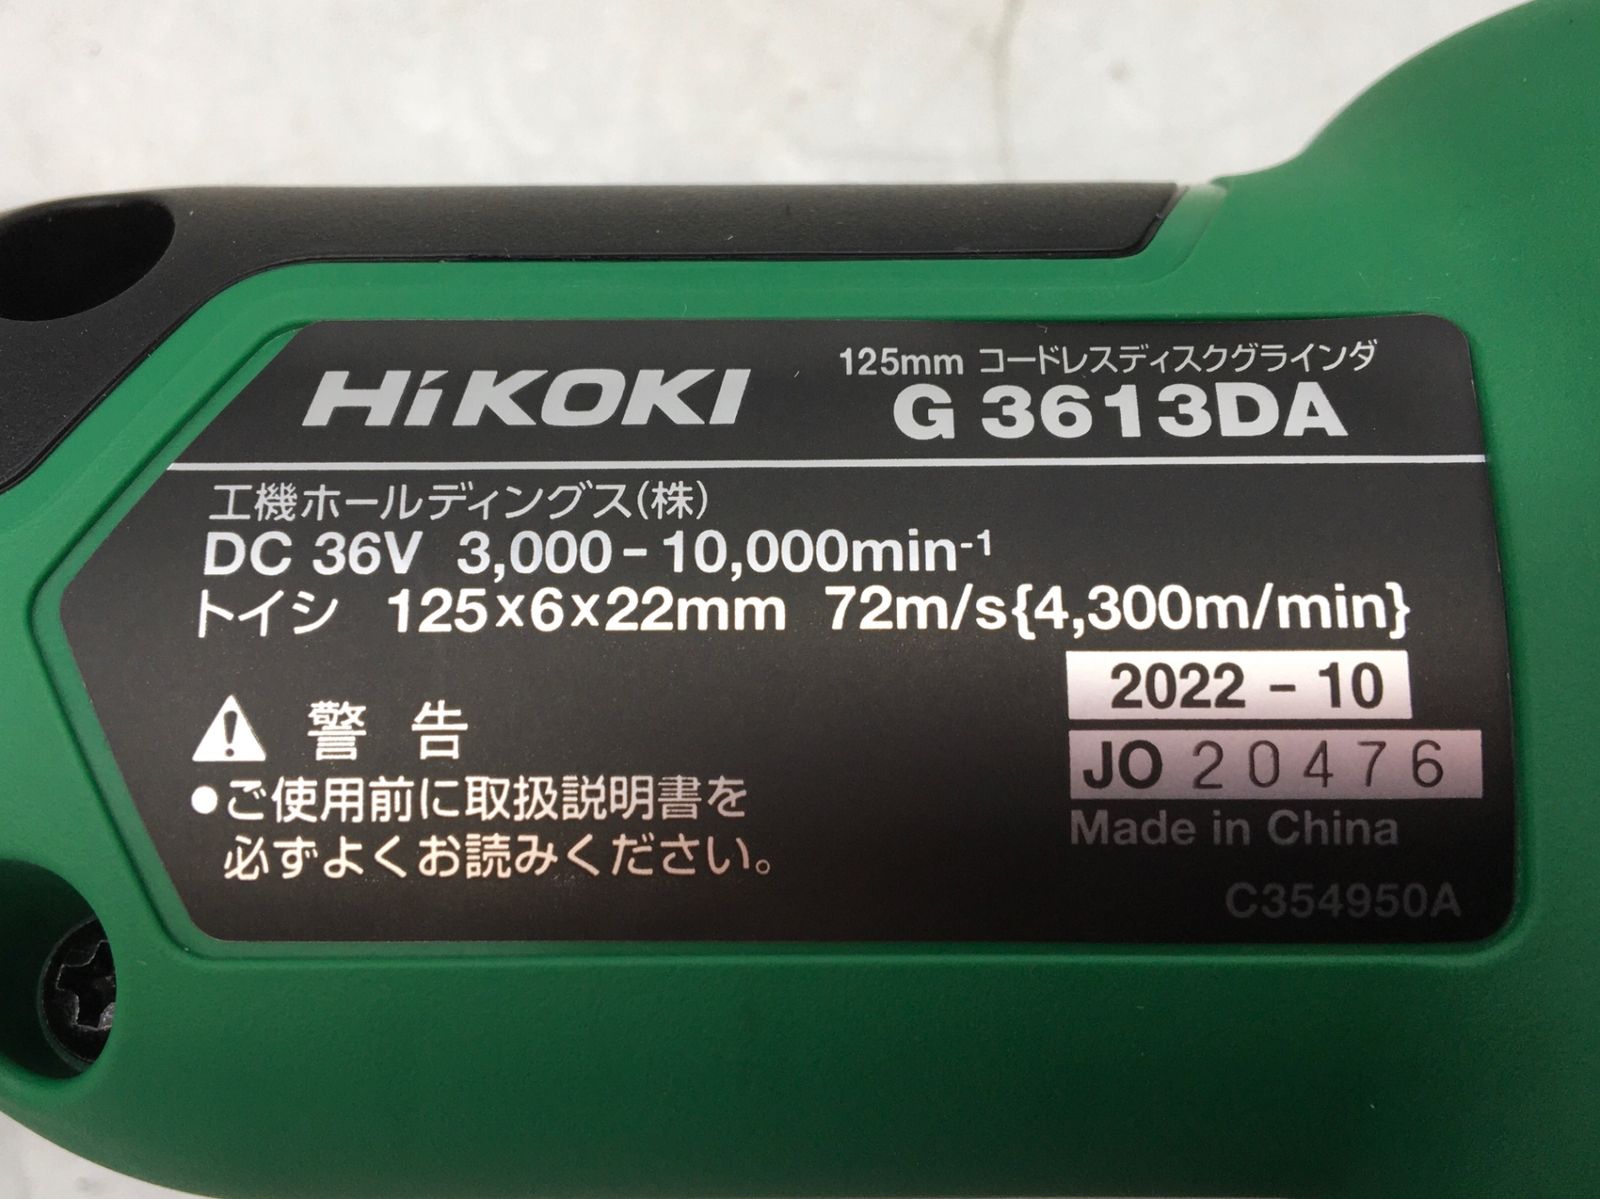 HiKOKI
125mm コードレスディスクグラインダ
G 3613DA
工機ホールディングス(株)
DC 36V 3,000-10,000min-1
トイシ 125x6x22mm 72m/s{4,300m/min}
2022 - 10
JO 20476
Made in China
C354950A
警 告
●ご使用前に取扱説明書を
必ずよくお読みください。